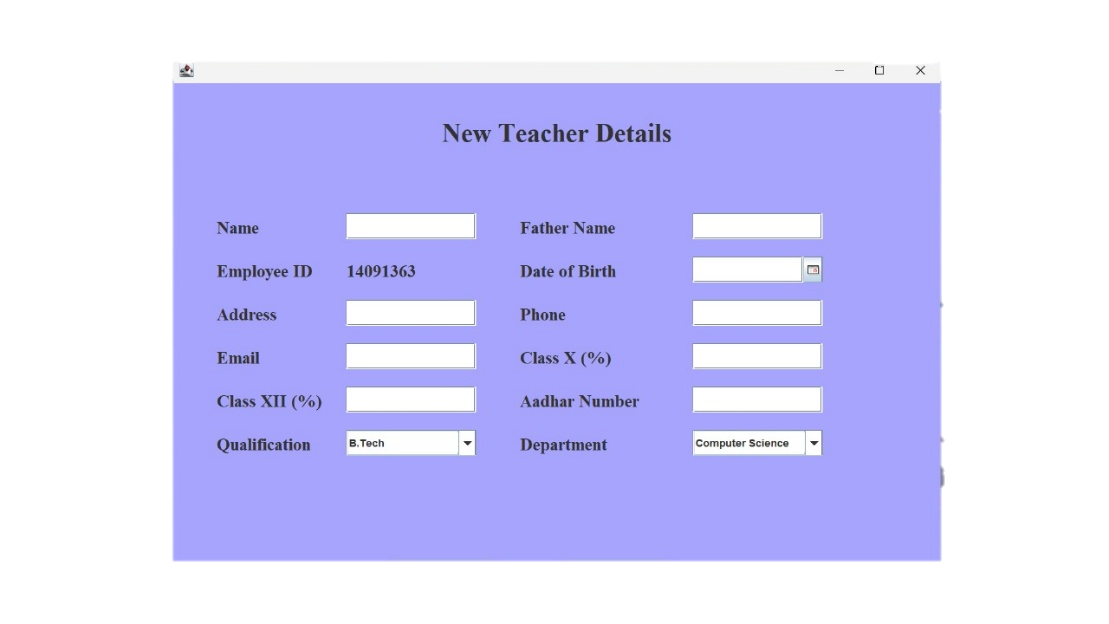 New Teacher Details
Name Father Name
Employee ID 14091363 Date of Birth
Address Phone
Email Class X (%)
Class XII (%) Aadhar Number
Qualification B.Tech Department Computer Science